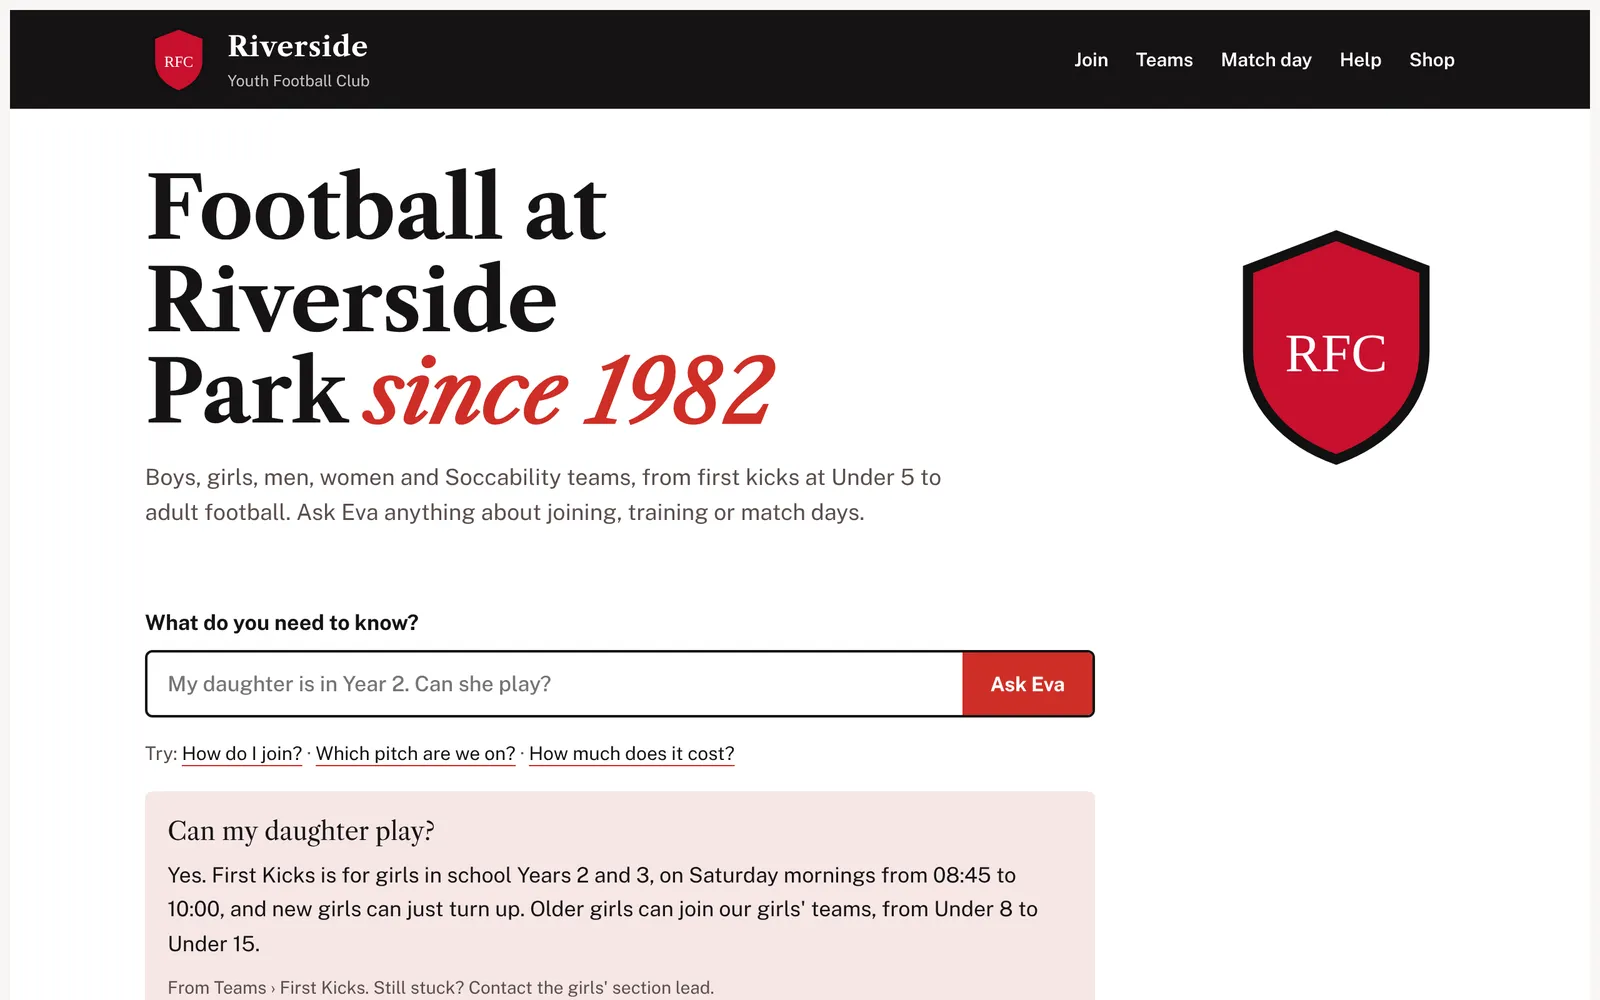 RFC
Riverside
Youth Football Club
Join
Teams
Match day
Help
Shop
Football at
Riverside
Park since 1982
RFC
Boys, girls, men, women and Soccability teams, from first kicks at Under 5 to
adult football. Ask Eva anything about joining, training or match days.
What do you need to know?
My daughter is in Year 2. Can she play?
Ask Eva
Try: How do I join? · Which pitch are we on? · How much does it cost?
Can my daughter play?
Yes. First Kicks is for girls in school Years 2 and 3, on Saturday mornings from 08:45 to
10:00, and new girls can just turn up. Older girls can join our girls' teams, from Under 8 to
Under 15.
From Teams › First Kicks. Still stuck? Contact the girls' section lead.